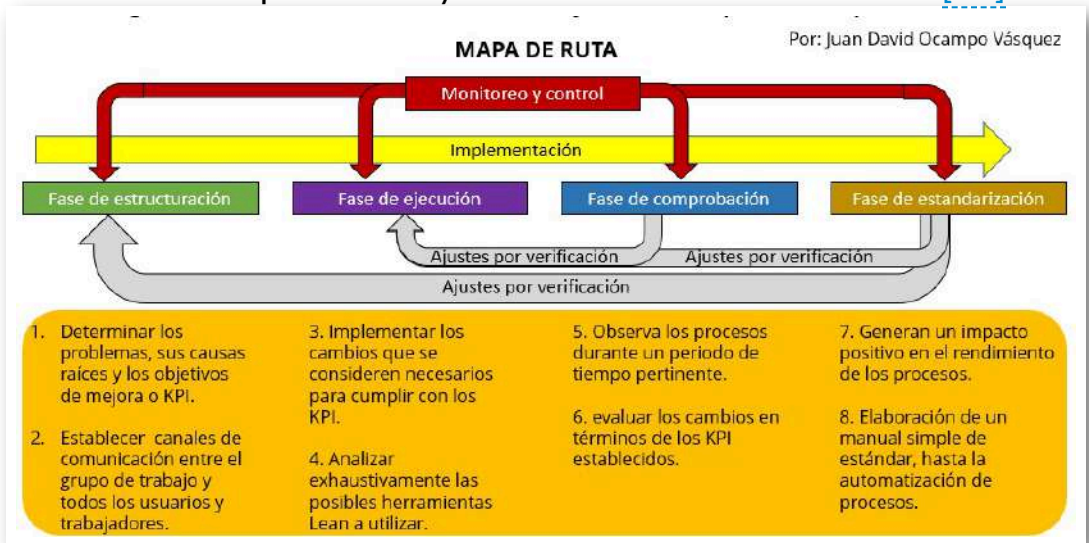 Por: Juan David Ocampo Vásquez
MAPA DE RUTA
Monitoreo y control
Implementación
Fase de estructuración
Fase de ejecución
Fase de comprobación
Fase de estandarización
Ajustes por verificación
Ajustes por verificación
Ajustes por verificación
1. Determinar los
problemas, sus causas
raíces y los objetivos
de mejora o KPI.
2. Establecer canales de
comunicación entre el
grupo de trabajo y
todos los usuarios y
trabajadores.
3. Implementar los
cambios que se
consideren necesarios
para cumplir con los
KPI.
4. Analizar
exhaustivamente las
posibles herramientas
Lean a utilizar.
5. Observa los procesos
durante un periodo de
tiempo pertinente.
6. evaluar los cambios en
términos de los KPI
establecidos.
7. Generan un impacto
positivo en el rendimiento
de los procesos.
8. Elaboración de un
manual simple de
estándar, hasta la
automatización de
procesos.